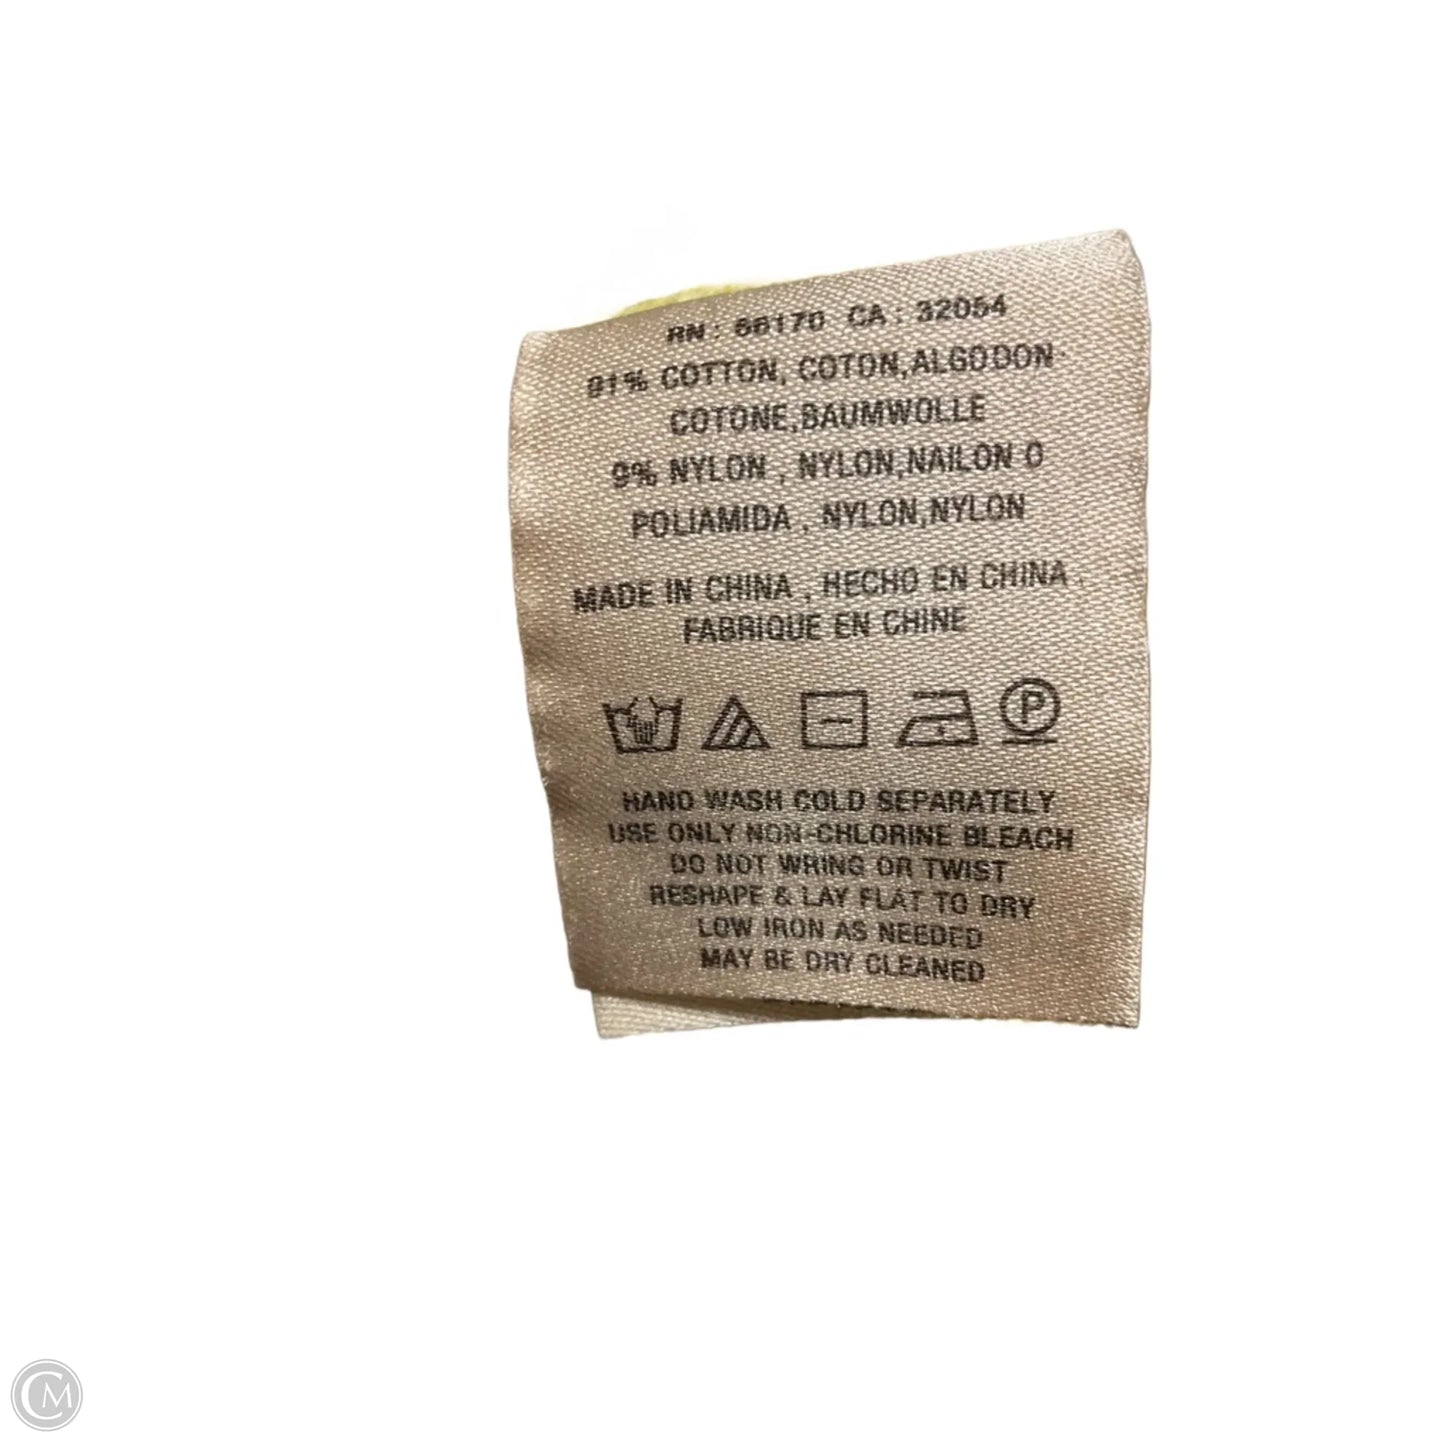 RN : 66170 CA : 32054
91% COTTON, COTON,ALGODON
COTONE,BAUMWOLLE
9% NYLON , NYLON,NAILON O
POLIAMIDA , NYLON,NYLON
MADE IN CHINA , HECHO EN CHINA
FABRIQUE EN CHINE
P
HAND WASH COLD SEPARATELY
USE ONLY NON-CHLORINE BLEACH
DO NOT WRING OR TWIST
RESHAPE & LAY FLAT TO DRY
LOW IRON AS NEEDED
MAY BE DRY CLEANED
CM